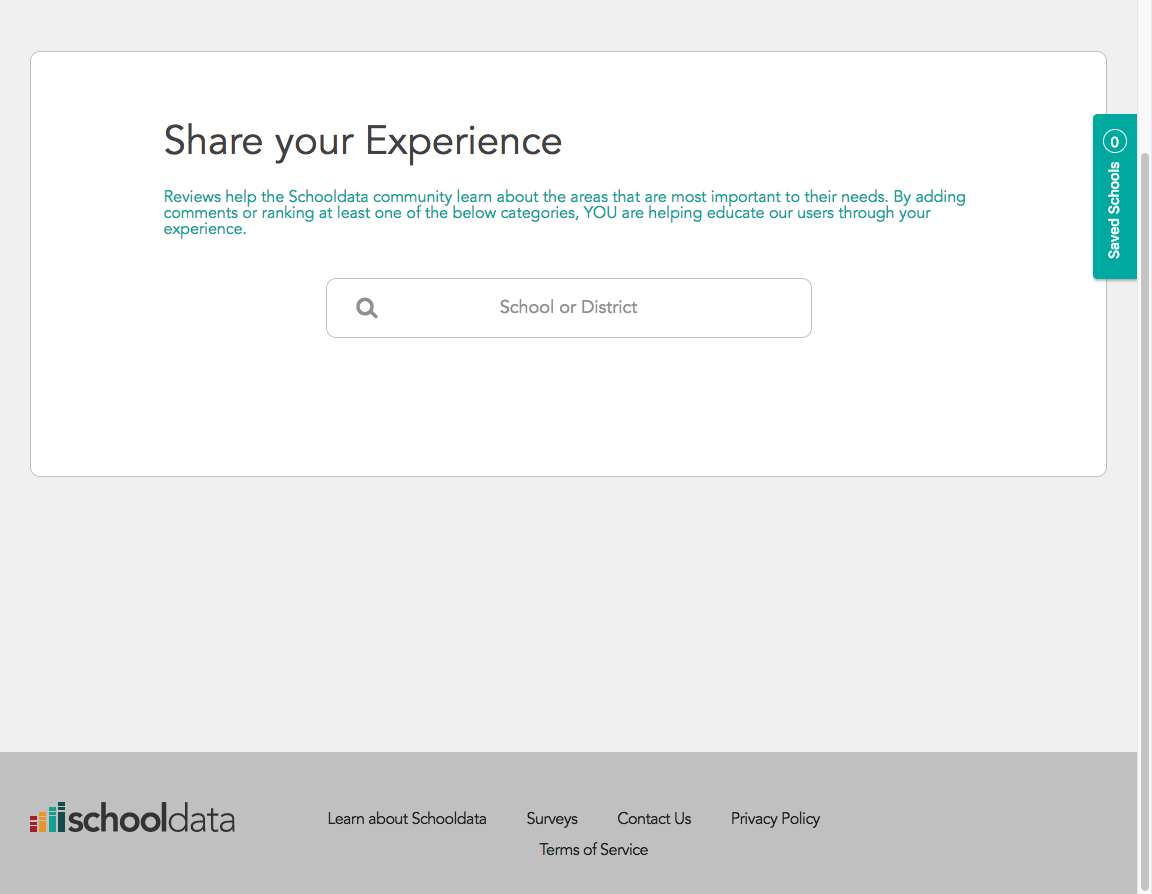 Share your Experience
Reviews help the Schooldata community learn about the areas that are most important to their needs. By adding
comments or ranking at least one of the below categories, YOU are helping educate our users through your
experience.
School or District
0
Saved Schools
schooldata
Learn about Schooldata
Surveys
Contact Us
Privacy Policy
Terms of Service